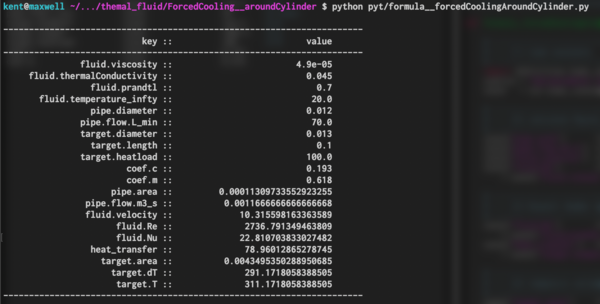 kent@maxwell ~/.../themal_fluid/ForcedCooling__aroundCylinder $ python pyt/formula__forcedCoolingAroundCylinder.py
----------------------------------------------------------------------
key :: value
----------------------------------------------------------------------
fluid.viscosity :: 4.9e-05
fluid.thermalConductivity :: 0.045
fluid.prandtl :: 0.7
fluid.temperature_infty :: 20.0
pipe.diameter :: 0.012
pipe.flow.L_min :: 70.0
target.diameter :: 0.013
target.length :: 0.1
target.heatload :: 100.0
coef.c :: 0.193
coef.m :: 0.618
pipe.area :: 0.00011309733552923255
pipe.flow.m3_s :: 0.0011666666666666668
fluid.velocity :: 10.315598163363589
fluid.Re :: 2736.791349463809
fluid.Nu :: 22.810703833027482
heat_transfer :: 78.96012865278745
target.area :: 0.0043495350288950685
target.dT :: 291.1718058388505
target.T :: 311.1718058388505
----------------------------------------------------------------------